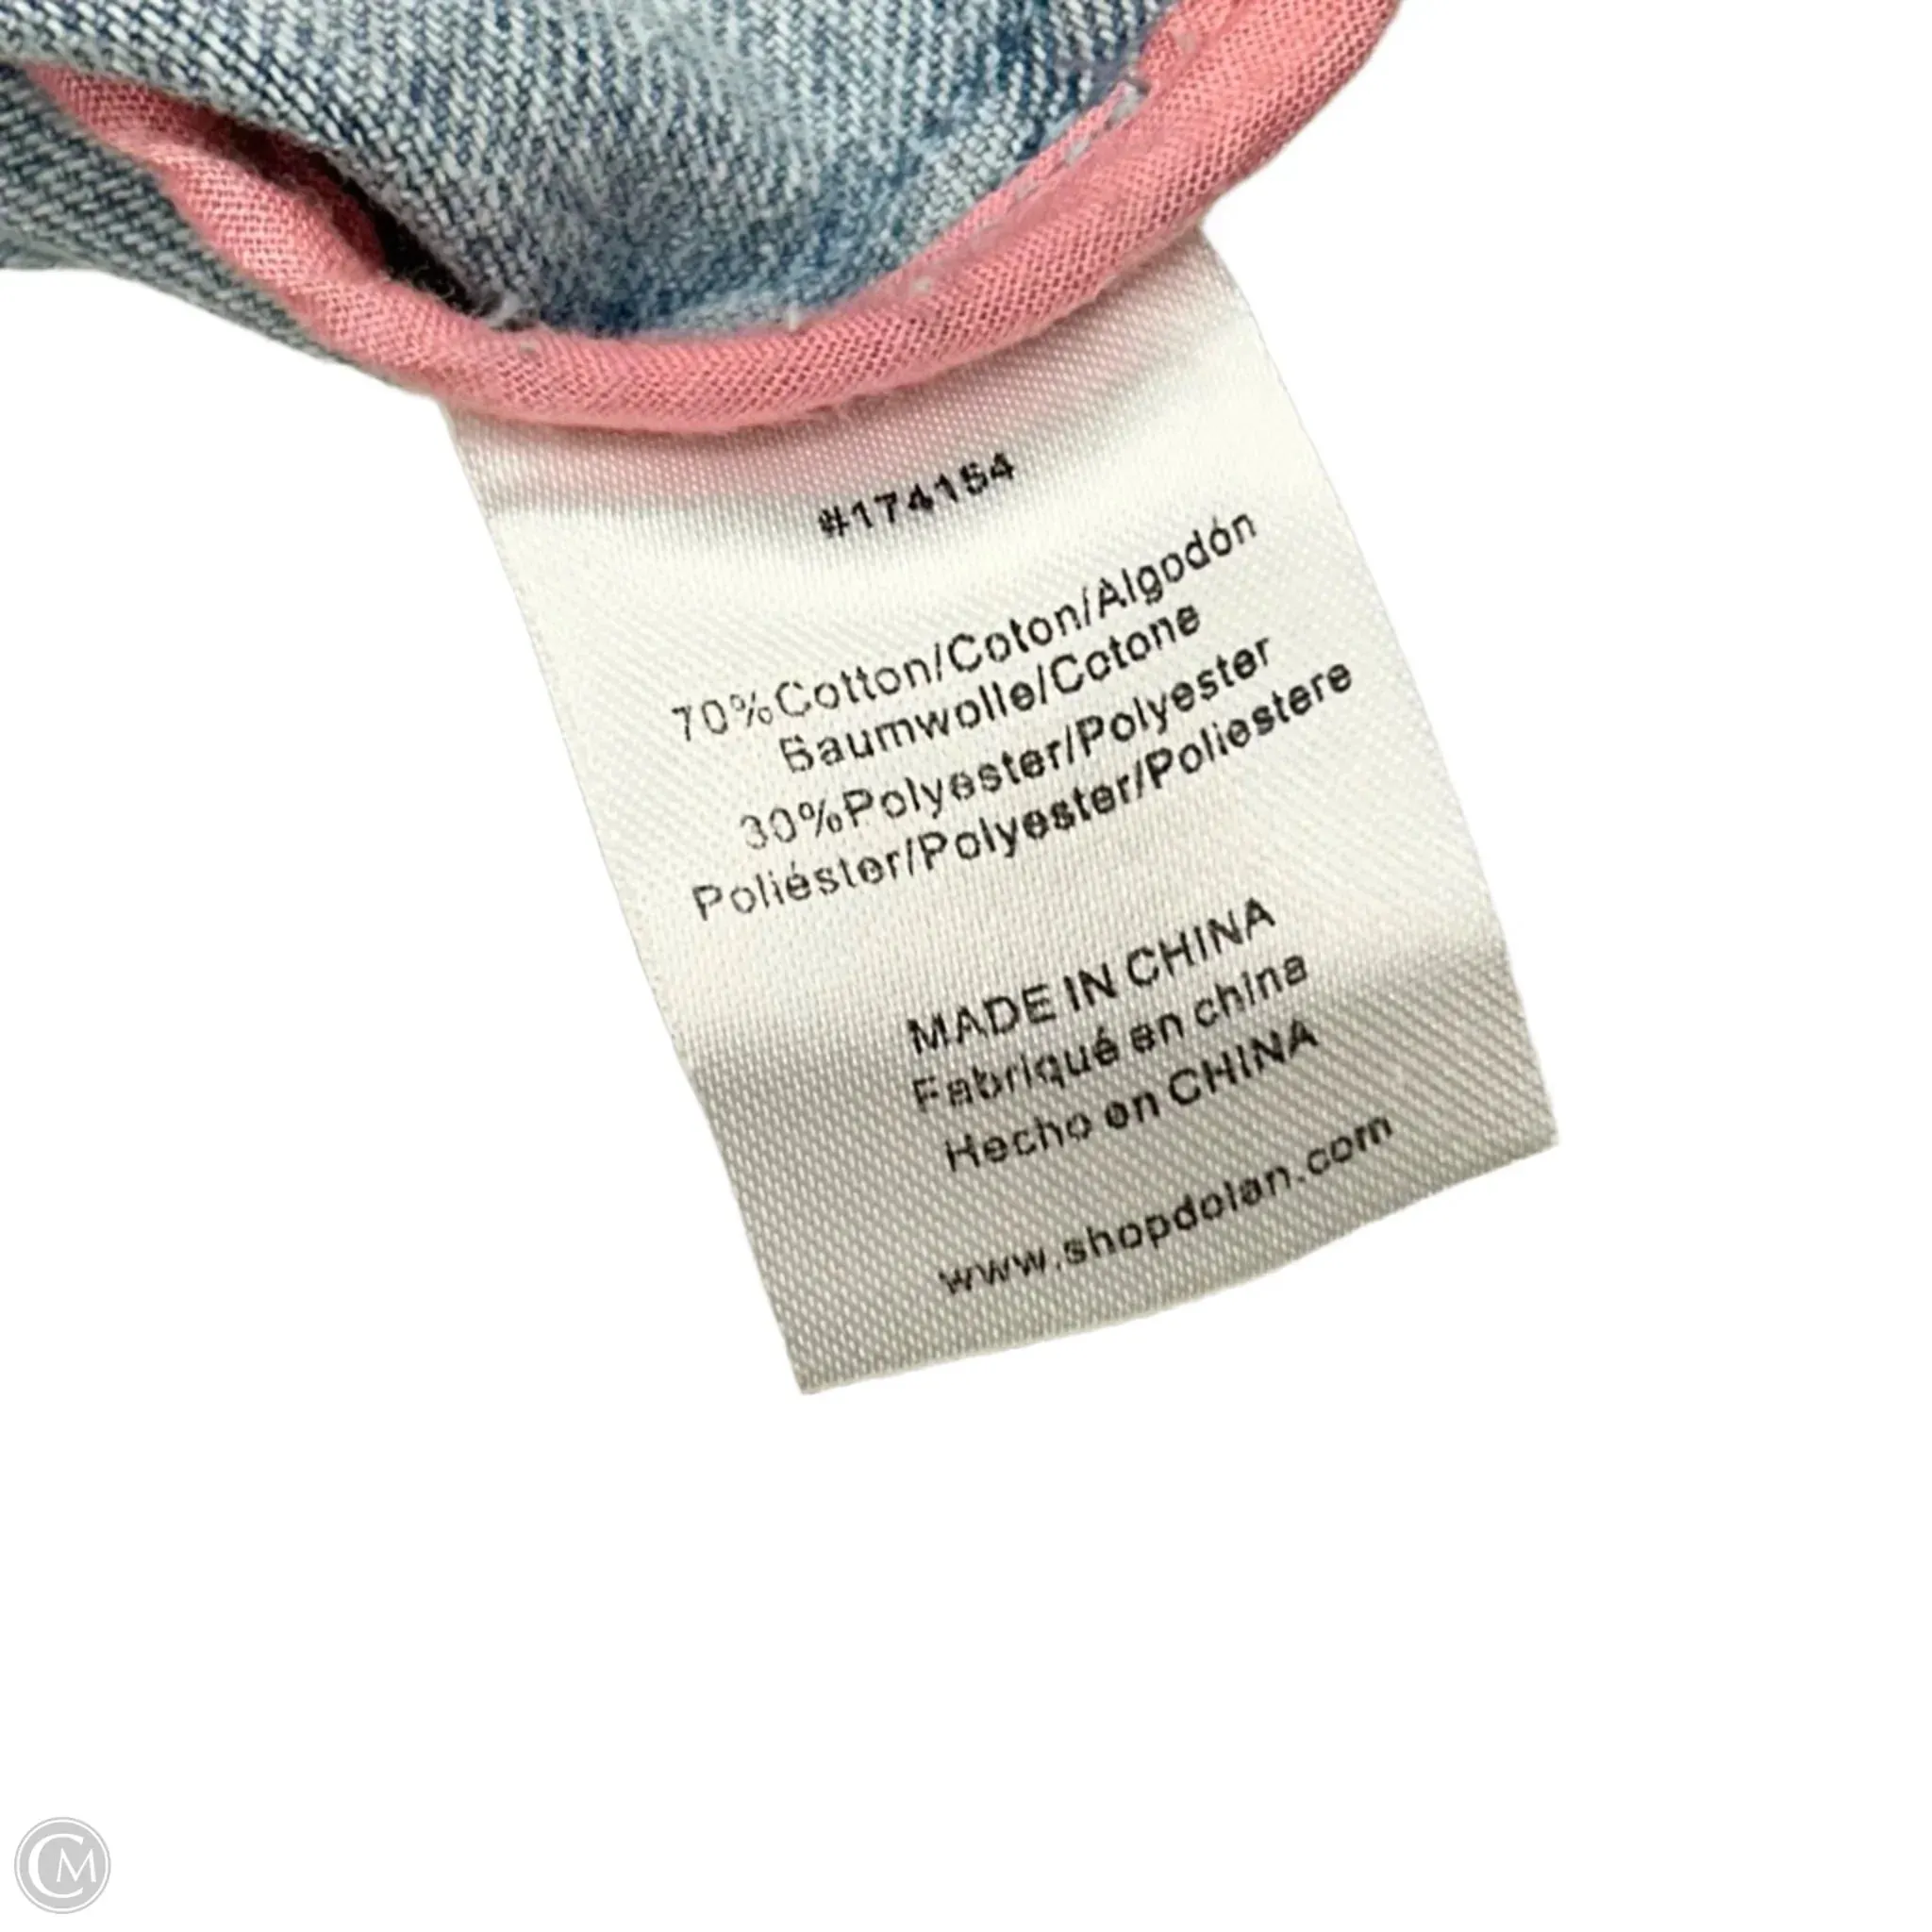 #174154
70%Cotton/Coton/Algodón
Baumwolle/Cotone
30%Polyester/Polyester
Poliéster/Polyester/Poliestere
MADE IN CHINA
Fabriqué en china
Hecho en CHINA
www.shopdolan.com
CM